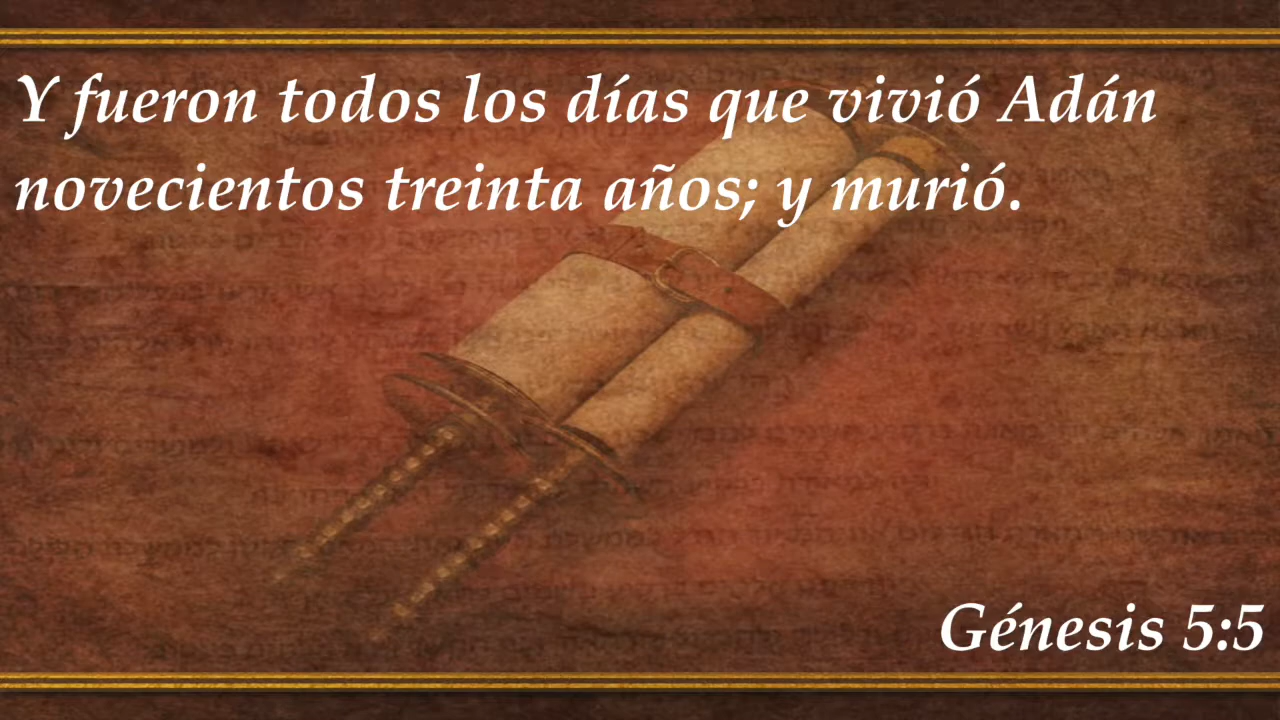 Y fueron todos los días que vivió Adán
novecientos treinta años; y murió.
Génesis 5:5